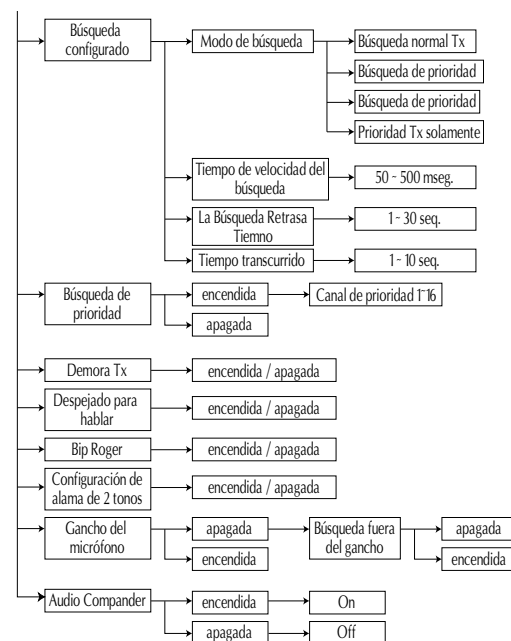 Búsqueda
configurado
Modo de búsqueda
Búsqueda normal Tx
Búsqueda de prioridad
Búsqueda de prioridad
Prioridad Tx solamente
Tiempo de velocidad del
búsqueda
50 - 500 mseg.
La Búsqueda Retrasa
Tiemno
1 - 30 seq.
Tiempo transcurrido
1 - 10 seq.
Búsqueda de
prioridad
encendida
Canal de prioridad 1~16
apagada
Demora Tx
encendida / apagada
Despejado para
hablar
encendida / apagada
Bip Roger
encendida / apagada
Configuración de
alama de 2 tonos
encendida / apagada
Gancho del
micrófono
apagada
Búsqueda fuera
del gancho
apagada
encendida
encendida
Audio Compander
encendida
On
apagada
Off